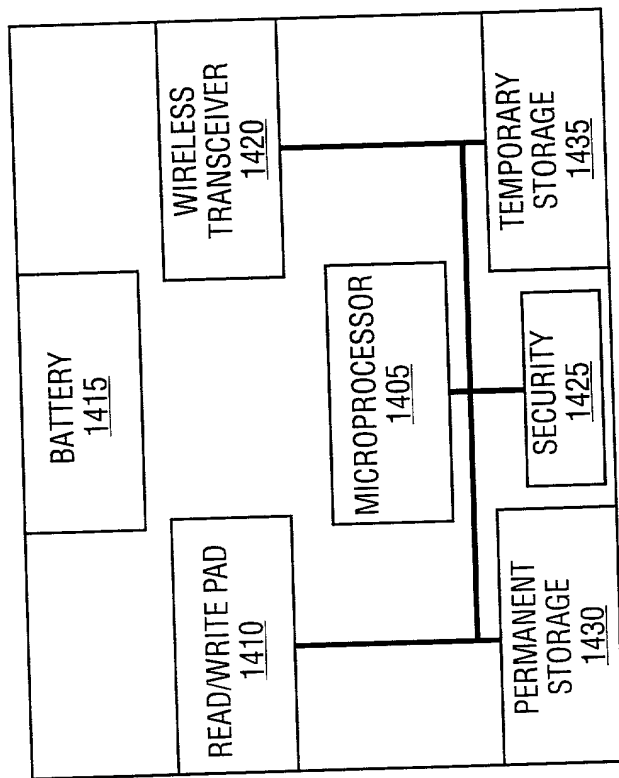 BATTERY
1415
READ/WRITE PAD
1410
WIRELESS
TRANSCEIVER
1420
MICROPROCESSOR
1405
PERMANENT
STORAGE
1430
SECURITY
1425
TEMPORARY
STORAGE
1435